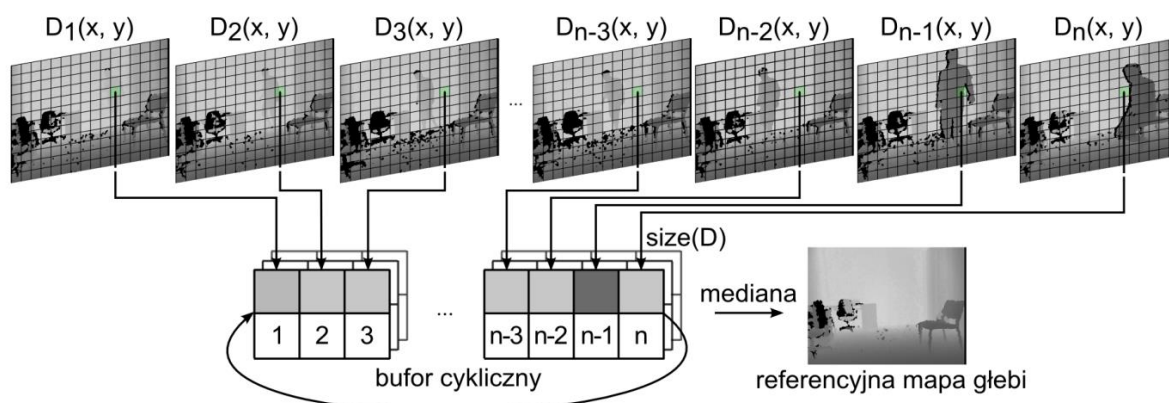 D1(x, y) D2(x, y) D3(x, y) Dn-3(x, y) Dn-2(x, y) Dn-1(x, y) Dn(x, y)
...
size(D)
... mediana
1 2 3 n-3 n-2 n-1 n
bufor cykliczny referencyjna mapa głębi